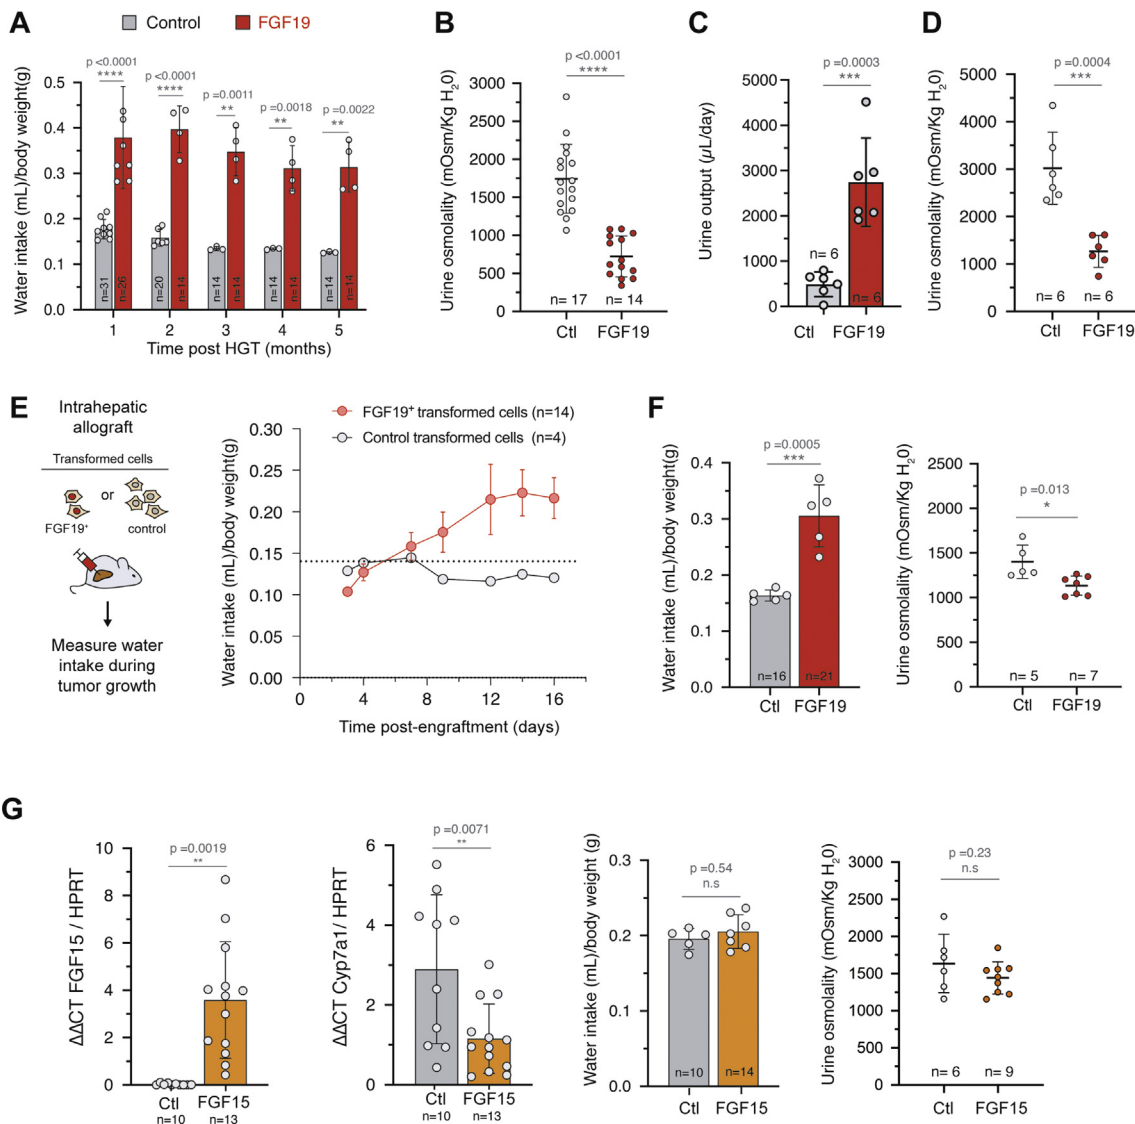 A
Control
FGF19
Water intake (mL)/body weight(g)
0.5
0.4
0.3
0.2
0.1
0.0
p <0.0001
****
p <0.0001
****
p =0.0011
**
p =0.0018
**
p =0.0022
**
n=31
n=26
n=20
n=14
n=14
n=14
n=14
n=14
n=14
n=14
1
2
3
4
5
Time post HGT (months)
B
Urine osmolality (mOsm/Kg H20)
3000
2500
2000
1500
1000
500
0
p <0.0001
****
n= 17
n= 14
Ctl
FGF19
C
Urine output (µL/day)
5000
4000
3000
2000
1000
0
p =0.0003
***
n= 6
n= 6
Ctl
FGF19
D
Urine osmolality (mOsm/Kg H20)
5000
4000
3000
2000
1000
0
p =0.0004
***
n= 6
n= 6
Ctl
FGF19
E
Intrahepatic
allograft
Transformed cells
or
FGF19+
control
Measure water
intake during
tumor growth
FGF19+ transformed cells (n=14)
Control transformed cells (n=4)
Water intake (mL)/body weight(g)
0.30
0.25
0.20
0.15
0.10
0.05
0.00
0
4
8
12
16
Time post-engraftment (days)
F
Water intake (mL)/body weight(g)
0.4
0.3
0.2
0.1
0.0
p =0.0005
***
n=16
n=21
Ctl
FGF19
Urine osmolality (mOsm/Kg H20)
2500
2000
1500
1000
500
0
p =0.013
*
n= 5
n= 7
Ctl
FGF19
G
ΔΔCT FGF15 / HPRT
10
8
6
4
2
0
p =0.0019
**
Ctl
FGF15
n=10
n=13
ΔΔCT Cyp7a1/ HPRT
6
4
2
0
p =0.0071
**
Ctl
FGF15
n=10
n=13
Water intake (mL)/body weight (g)
0.3
0.2
0.1
0.0
p =0.54
n.s
n=10
n=14
Ctl
FGF15
Urine osmolality (mOsm/Kg H20)
3000
2500
2000
1500
1000
500
0
p =0.23
n.s
n= 6
n= 9
Ctl
FGF15